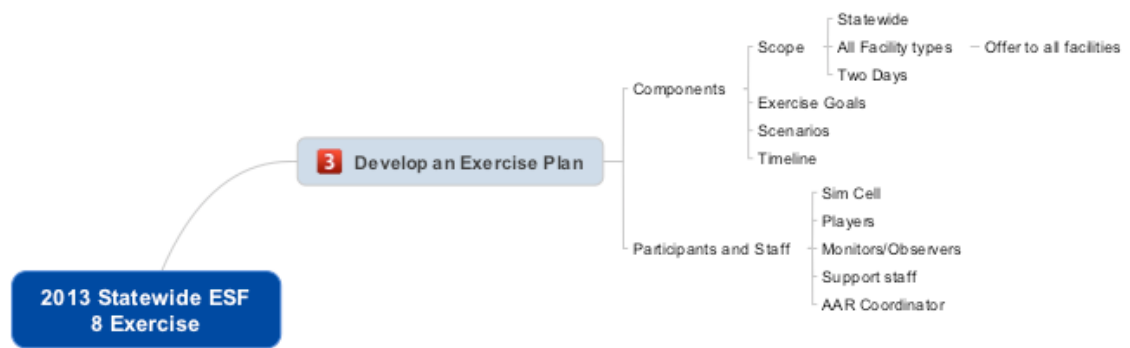 Statewide
Scope
All Facility types
Offer to all facilities
Two Days
Components
Exercise Goals
Scenarios
Timeline
3 Develop an Exercise Plan
Sim Cell
Players
Participants and Staff
Monitors/Observers
Support staff
AAR Coordinator
2013 Statewide ESF
8 Exercise